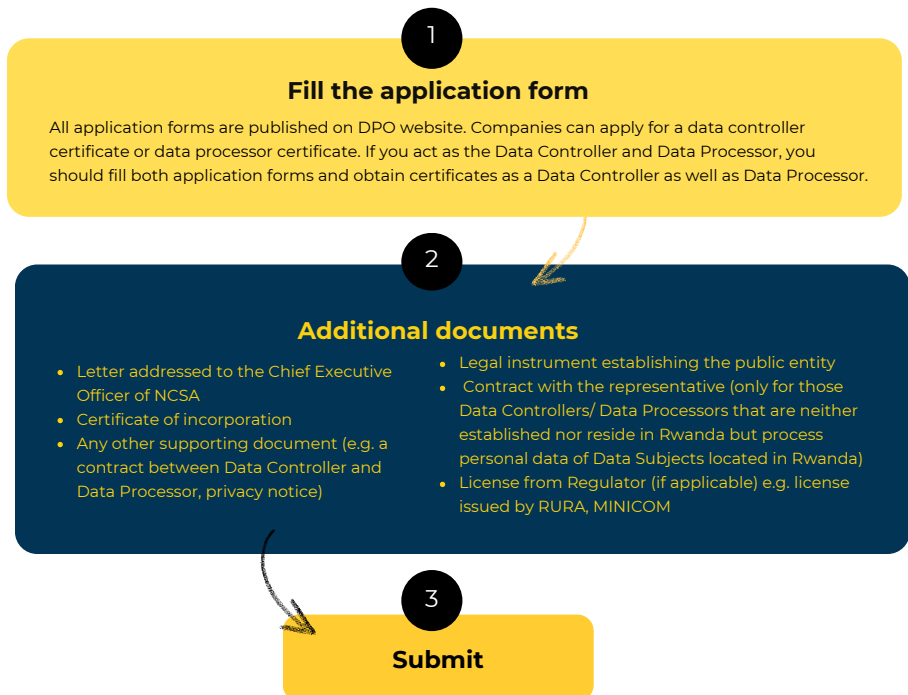 1
Fill the application form
All application forms are published on DPO website. Companies can apply for a data controller
certificate or data processor certificate. If you act as the Data Controller and Data Processor, you
should fill both application forms and obtain certificates as a Data Controller as well as Data Processor.
2
Additional documents
• Letter addressed to the Chief Executive
Officer of NCSA
• Certificate of incorporation
• Any other supporting document (e.g. a
contract between Data Controller and
Data Processor, privacy notice)
• Legal instrument establishing the public entity
• Contract with the representative (only for those
Data Controllers/ Data Processors that are neither
established nor reside in Rwanda but process
personal data of Data Subjects located in Rwanda)
• License from Regulator (if applicable) e.g. license
issued by RURA, MINICOM
3
Submit